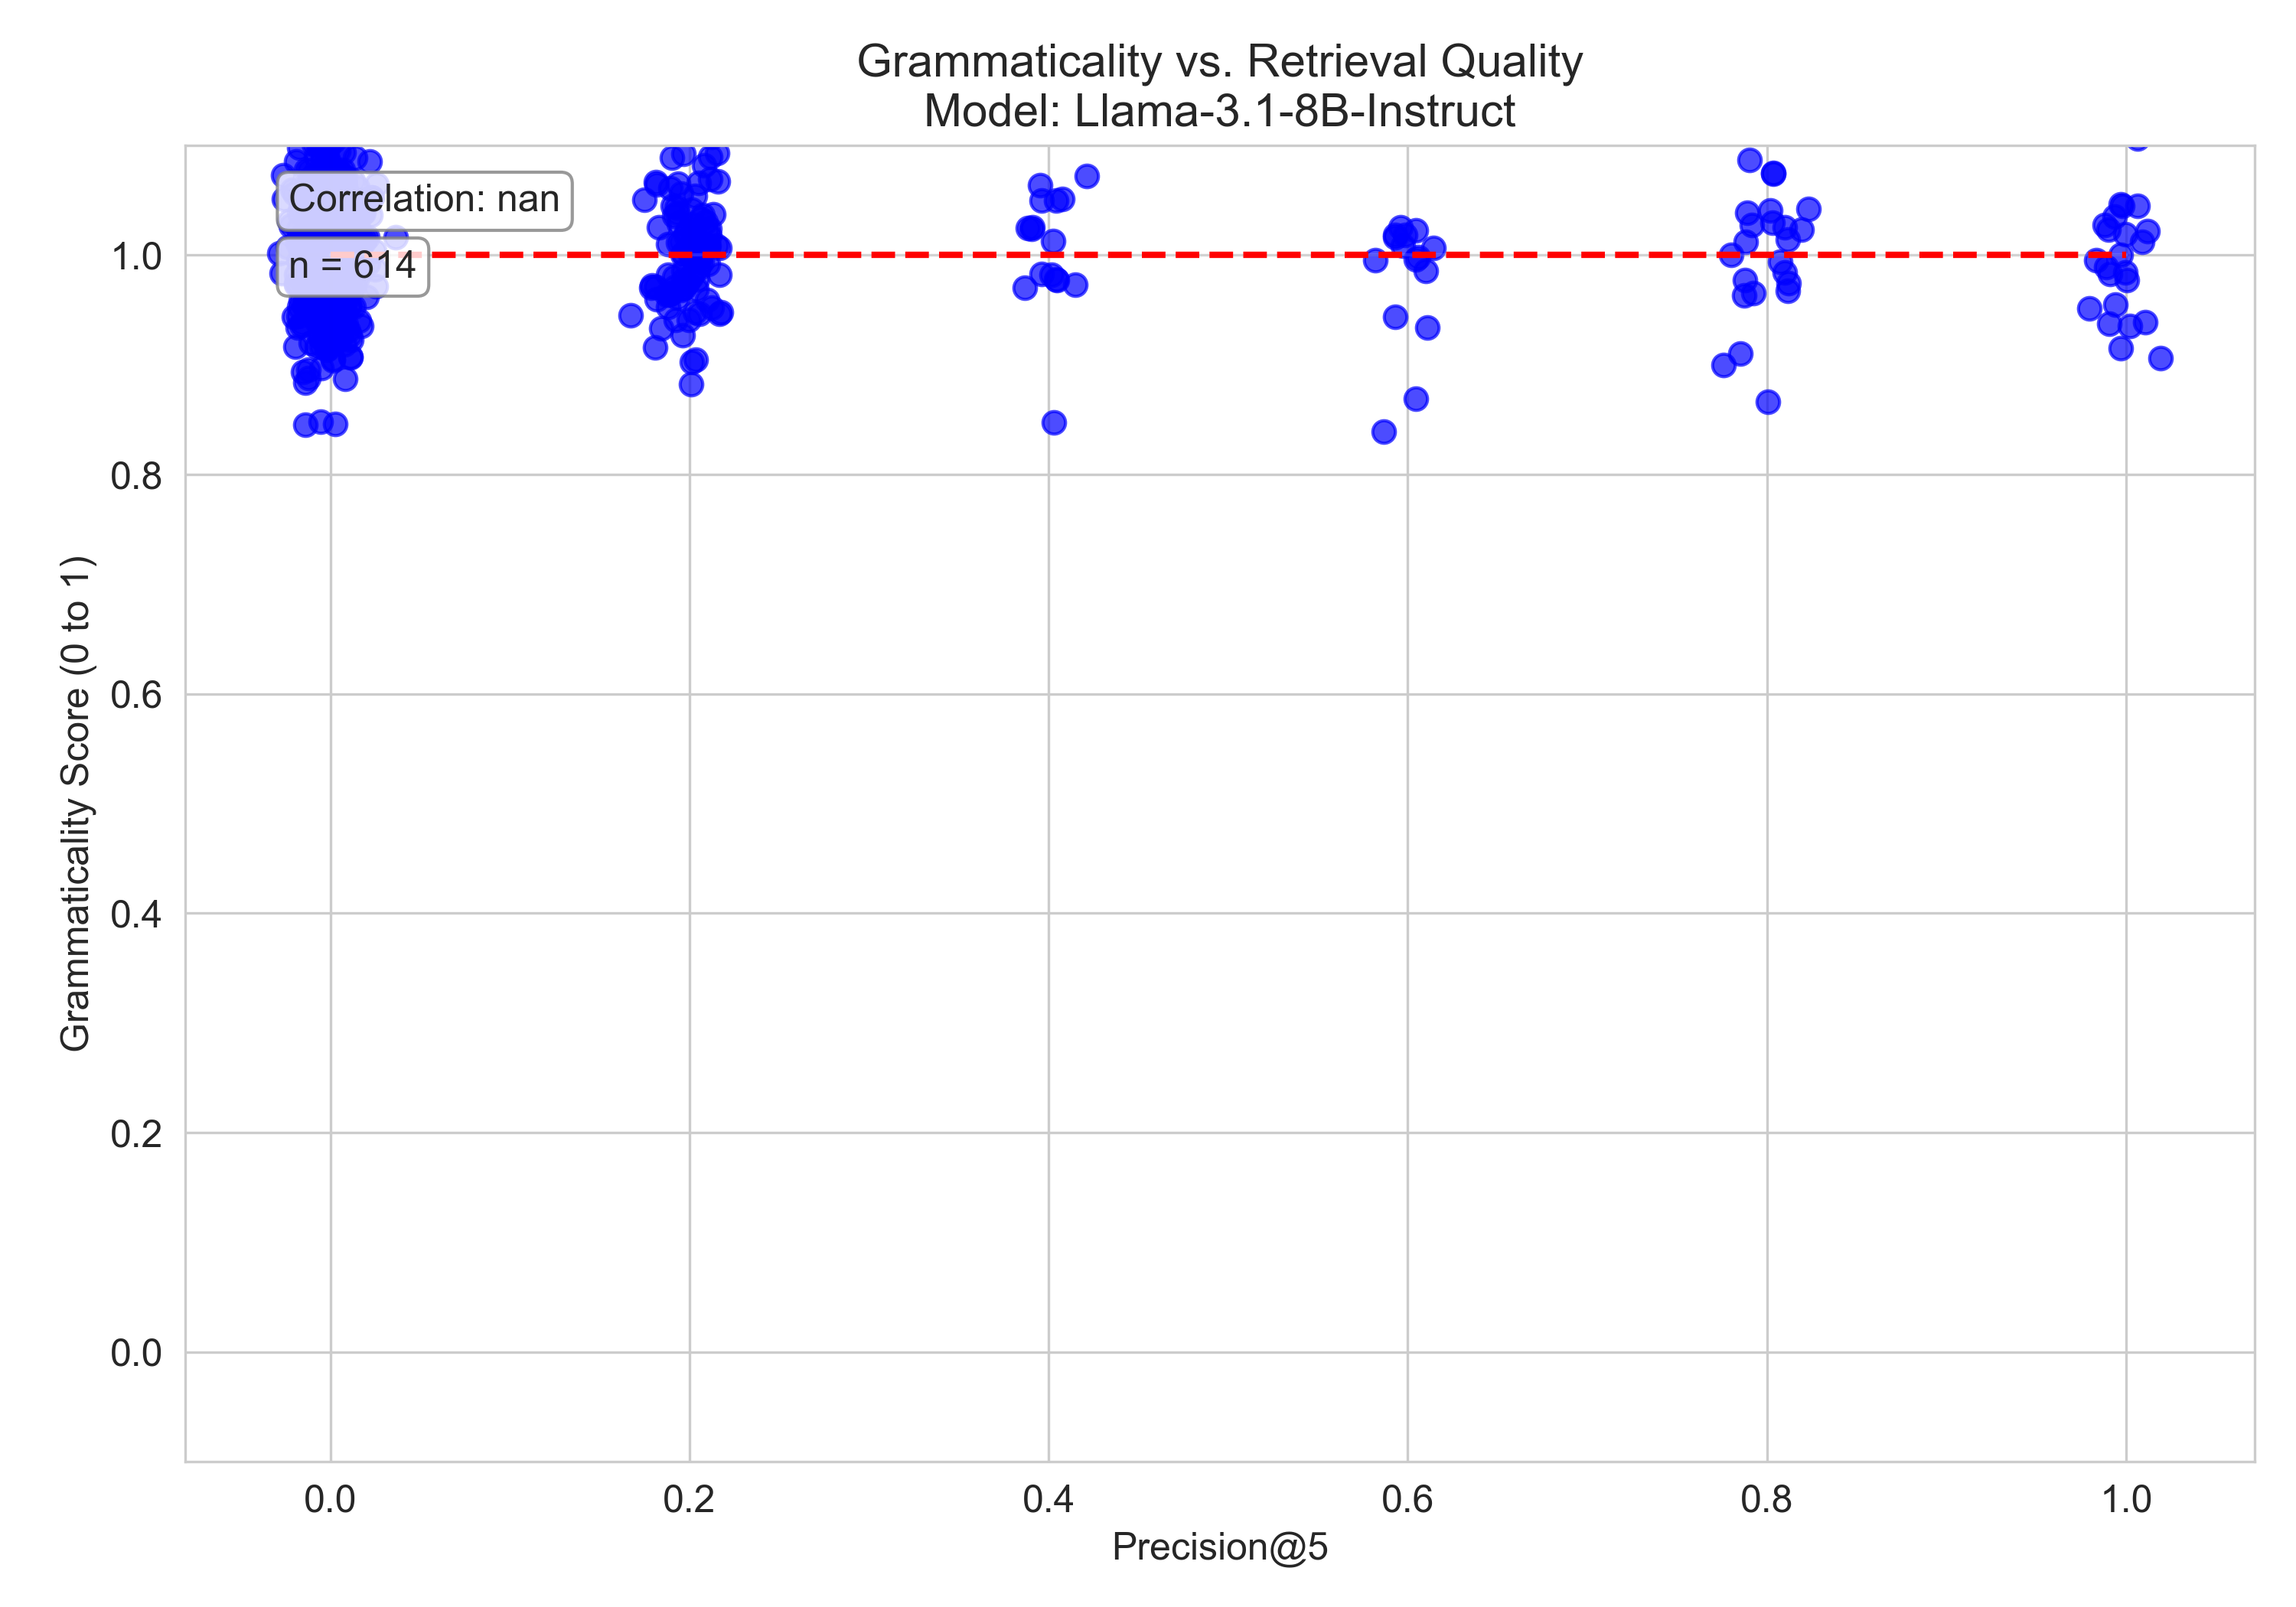 Grammaticality vs. Retrieval Quality
Model: Llama-3.1-8B-Instruct
Correlation: nan
n = 614
Grammaticality Score (0 to 1)
1.0
0.8
0.6
0.4
0.2
0.0
0.0 0.2 0.4 0.6 0.8 1.0
Precision@5